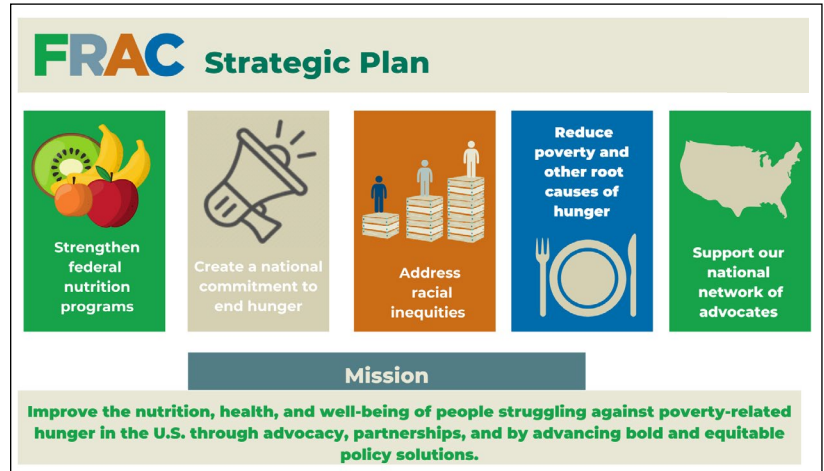 FRAC Strategic Plan
Strengthen
federal
nutrition
programs
Create a national
commitment to
end hunger
Address
racial
inequities
Reduce
poverty and
other root
causes of
hunger
Support our
national
network of
advocates
Mission
Improve the nutrition, health, and well-being of people struggling against poverty-related
hunger in the U.S. through advocacy, partnerships, and by advancing bold and equitable
policy solutions.